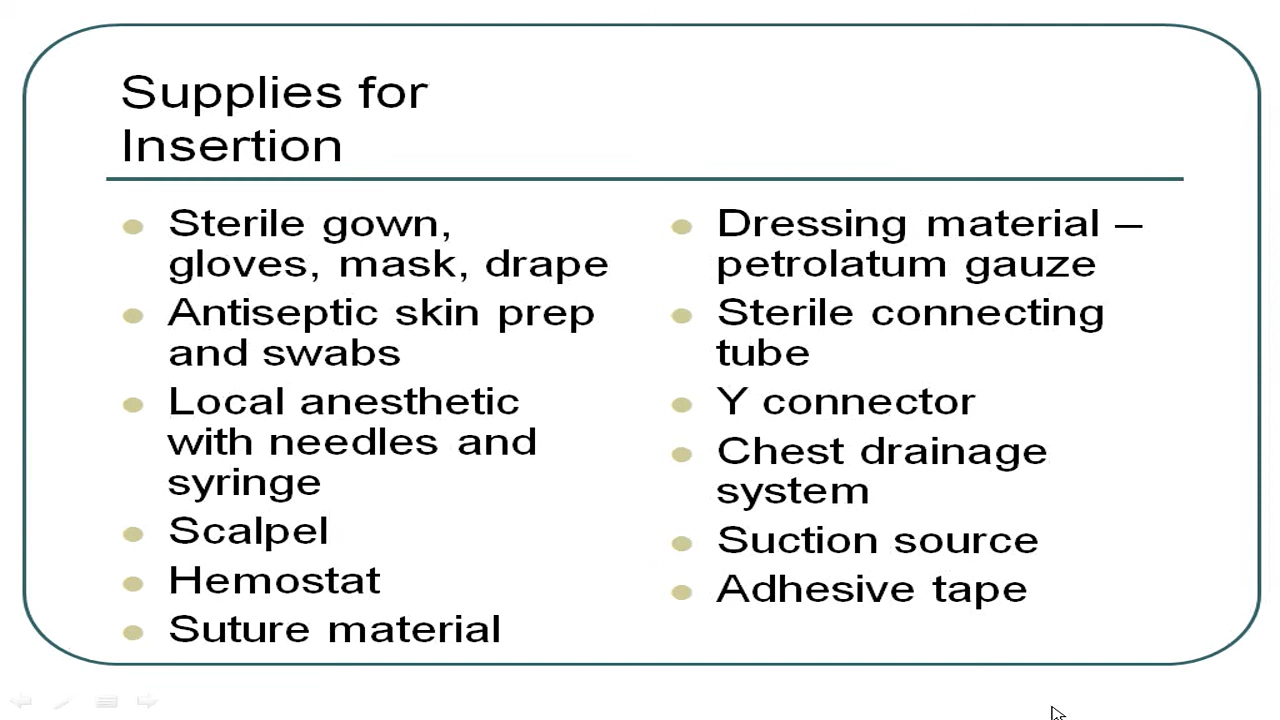 Supplies for
Insertion
Sterile gown,
gloves, mask, drape
Antiseptic skin prep
and swabs
Local anesthetic
with needles and
syringe
Scalpel
Hemostat
Suture material
Dressing material –
petrolatum gauze
Sterile connecting
tube
Y connector
Chest drainage
system
Suction source
Adhesive tape